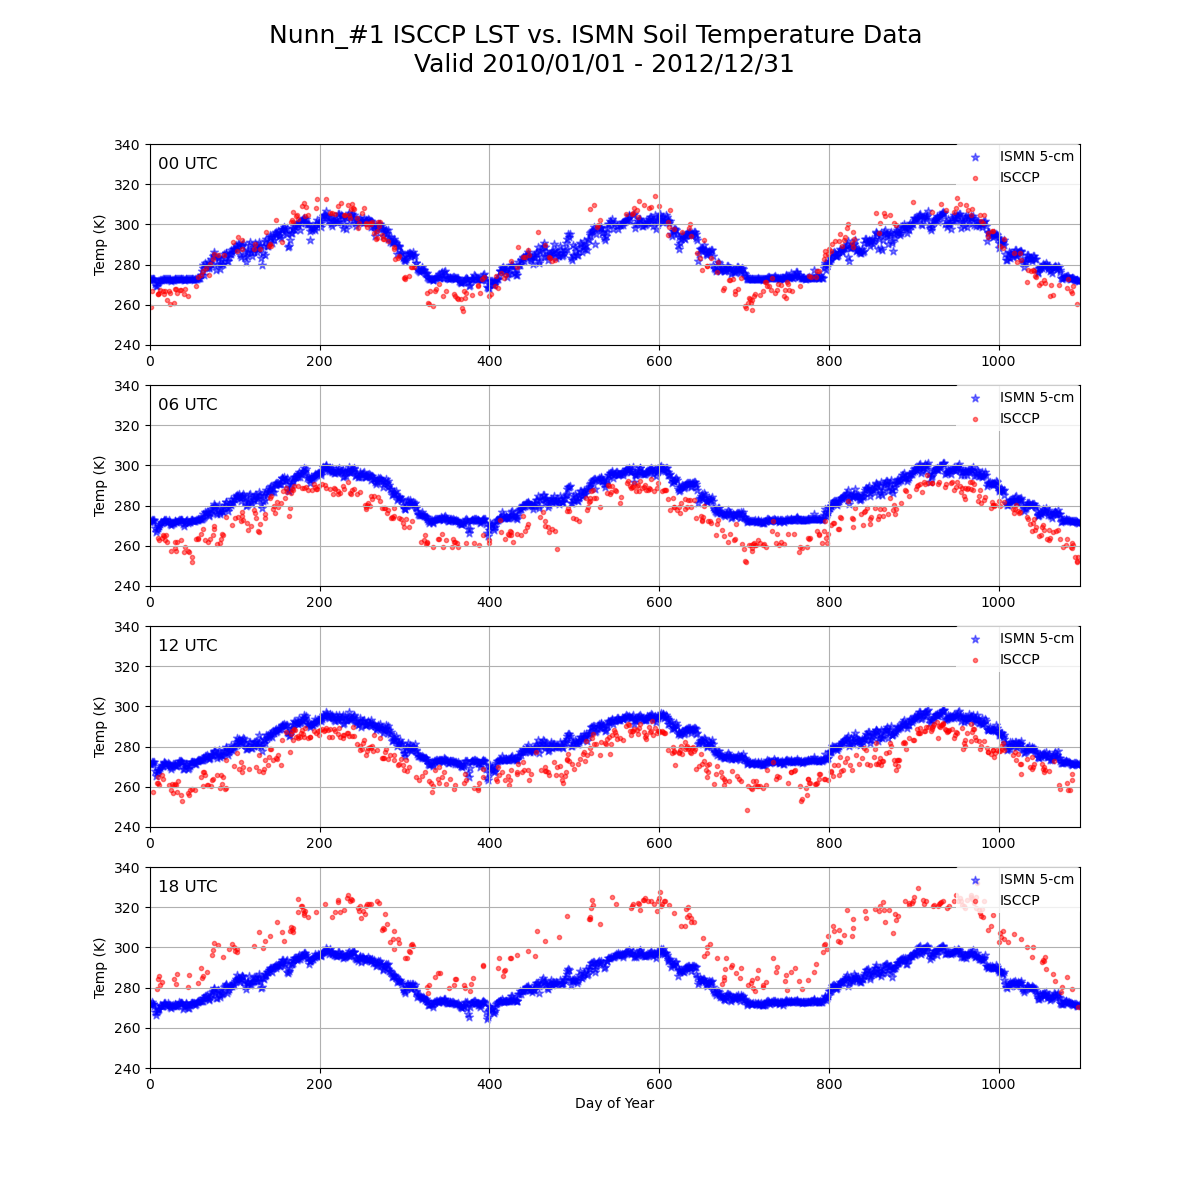 Nunn_#1 ISCCP LST vs. ISMN Soil Temperature Data
Valid 2010/01/01 - 2012/12/31
340
320
300
280
260
240
Temp (K)
00 UTC
ISMN 5-cm
ISCCP
0 200 400 600 800 1000
340
320
300
280
260
240
Temp (K)
06 UTC
ISMN 5-cm
ISCCP
0 200 400 600 800 1000
340
320
300
280
260
240
Temp (K)
12 UTC
ISMN 5-cm
ISCCP
0 200 400 600 800 1000
340
320
300
280
260
240
Temp (K)
18 UTC
ISMN 5-cm
ISCCP
0 200 400 600 800 1000
Day of Year